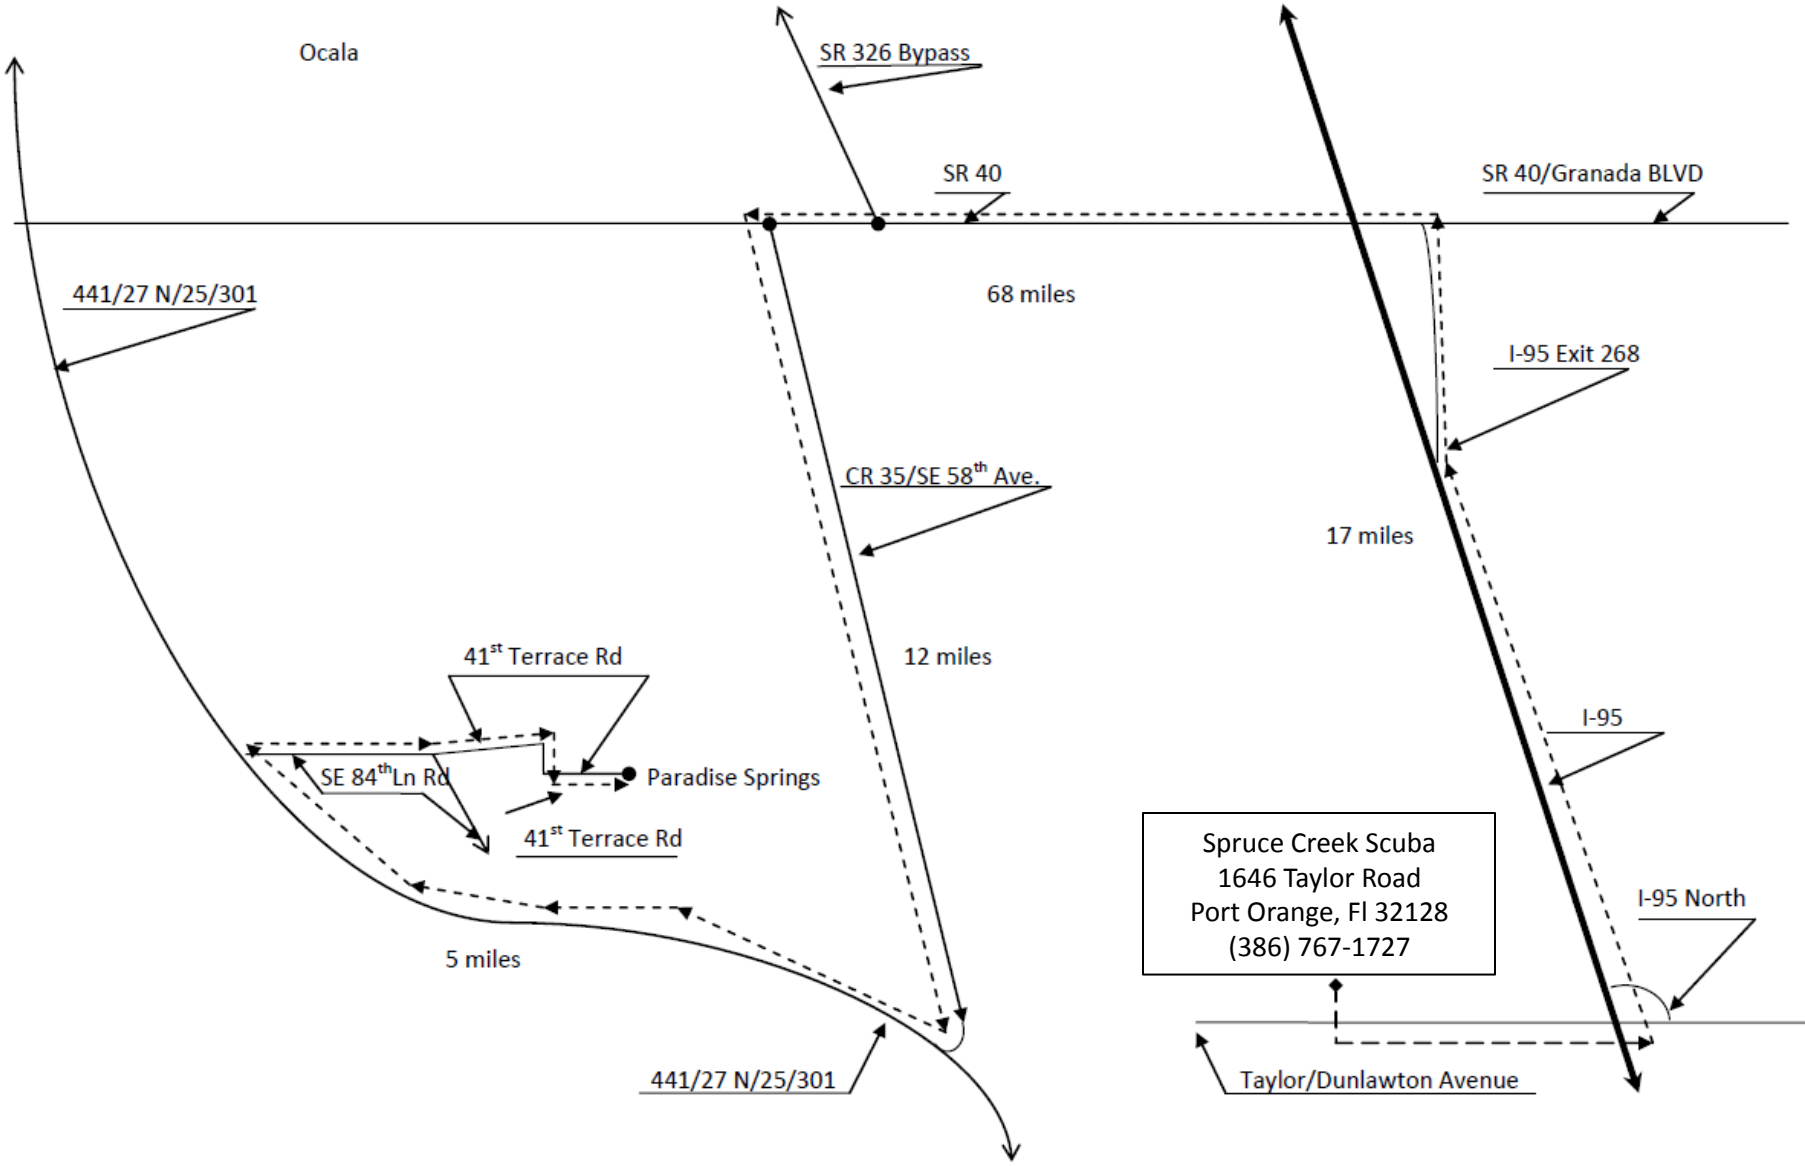 Ocala
SR 326 Bypass
SR 40
SR 40/Granada BLVD
441/27 N/25/301
68 miles
I-95 Exit 268
CR 35/SE 58th Ave.
17 miles
41st Terrace Rd
12 miles
I-95
SE 84th Ln Rd
Paradise Springs
41st Terrace Rd
Spruce Creek Scuba
1646 Taylor Road
Port Orange, Fl 32128
(386) 767-1727
I-95 North
5 miles
441/27 N/25/301
Taylor/Dunlawton Avenue